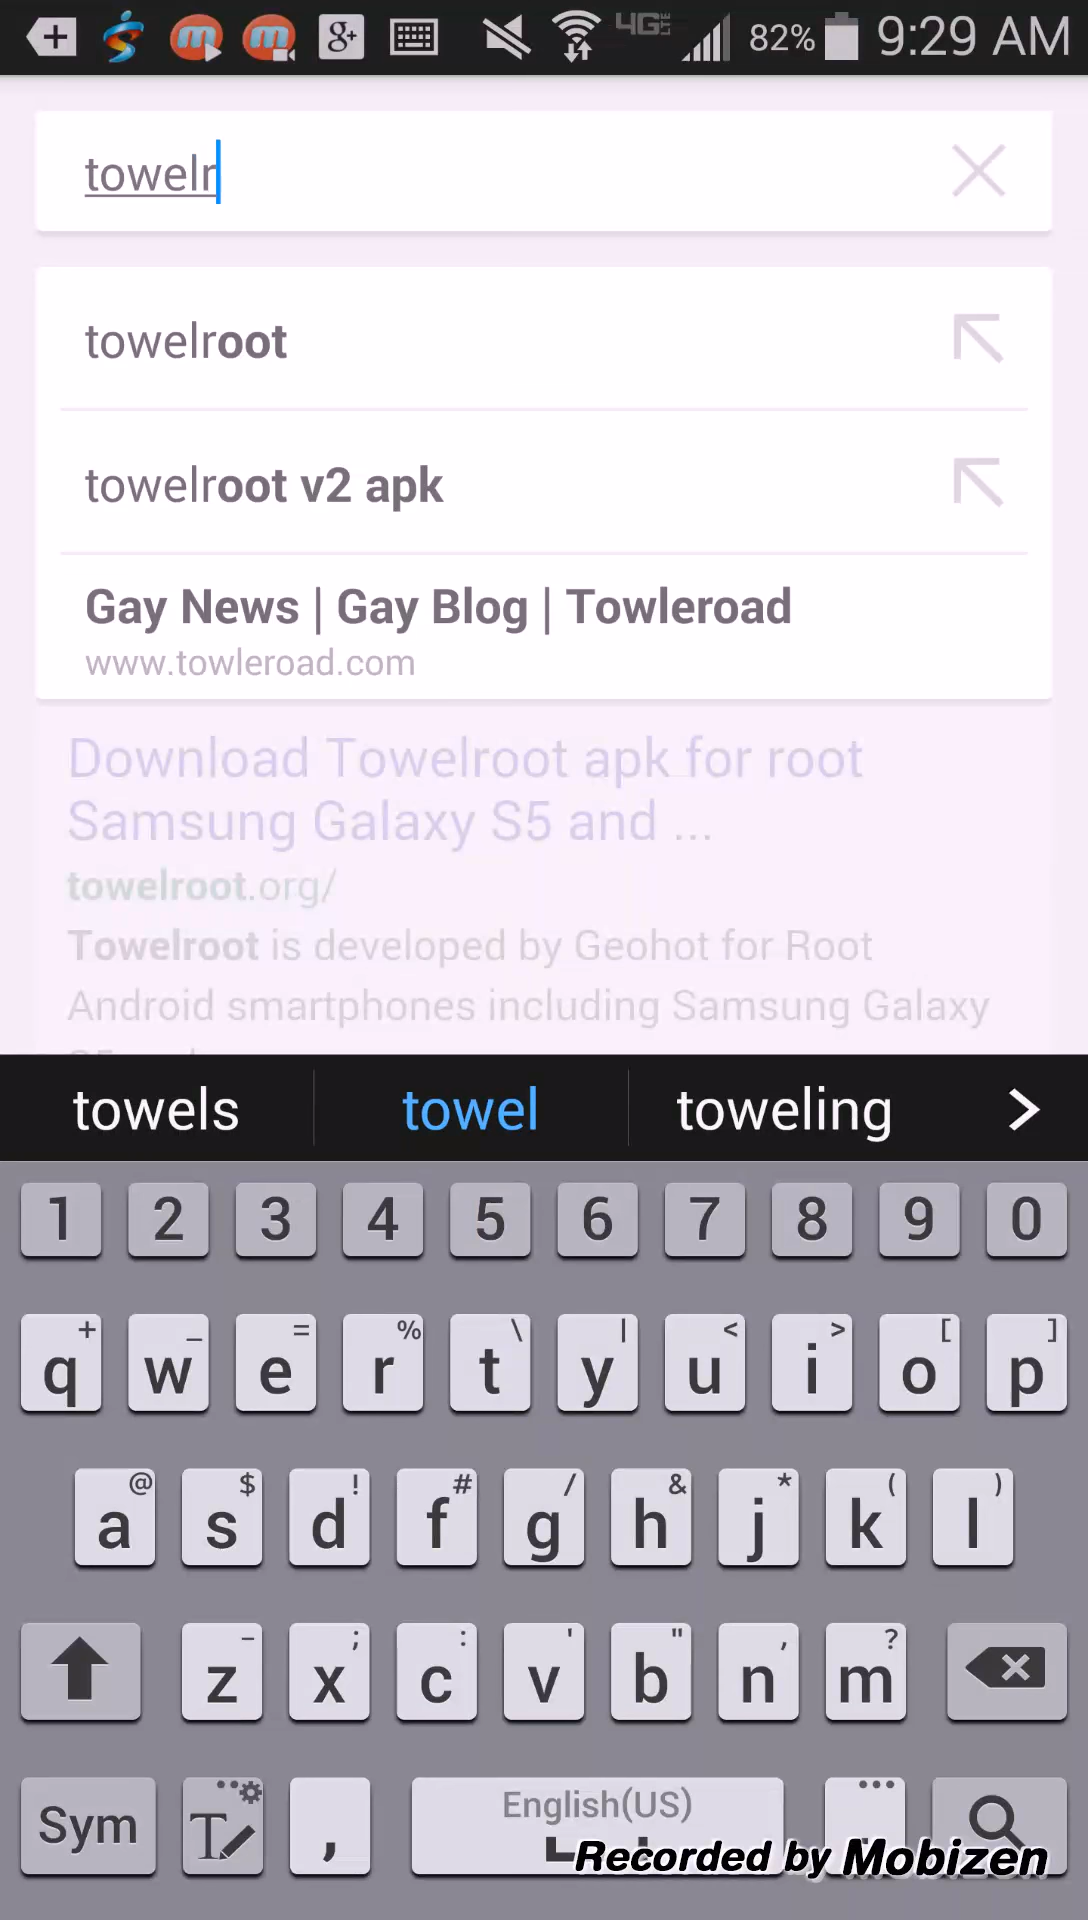 4G LTE 82% 9:29 AM
towelr
towelroot
towelroot v2 apk
Gay News | Gay Blog | Towleroad
www.towleroad.com
Download Towelroot apk for root
Samsung Galaxy S5 and ...
towelroot.org/
Towelroot is developed by Geohot for Root
Android smartphones including Samsung Galaxy
towels towel toweling
1 2 3 4 5 6 7 8 9 0
+ _ = % \ | < > [ ]
q w e r t y u i o p
@ $ ! # / & * ( )
a s d f g h j k l
- ; : ' " , ?
z x c v b n m
Sym T , English(US)
Recorded by Mobizen